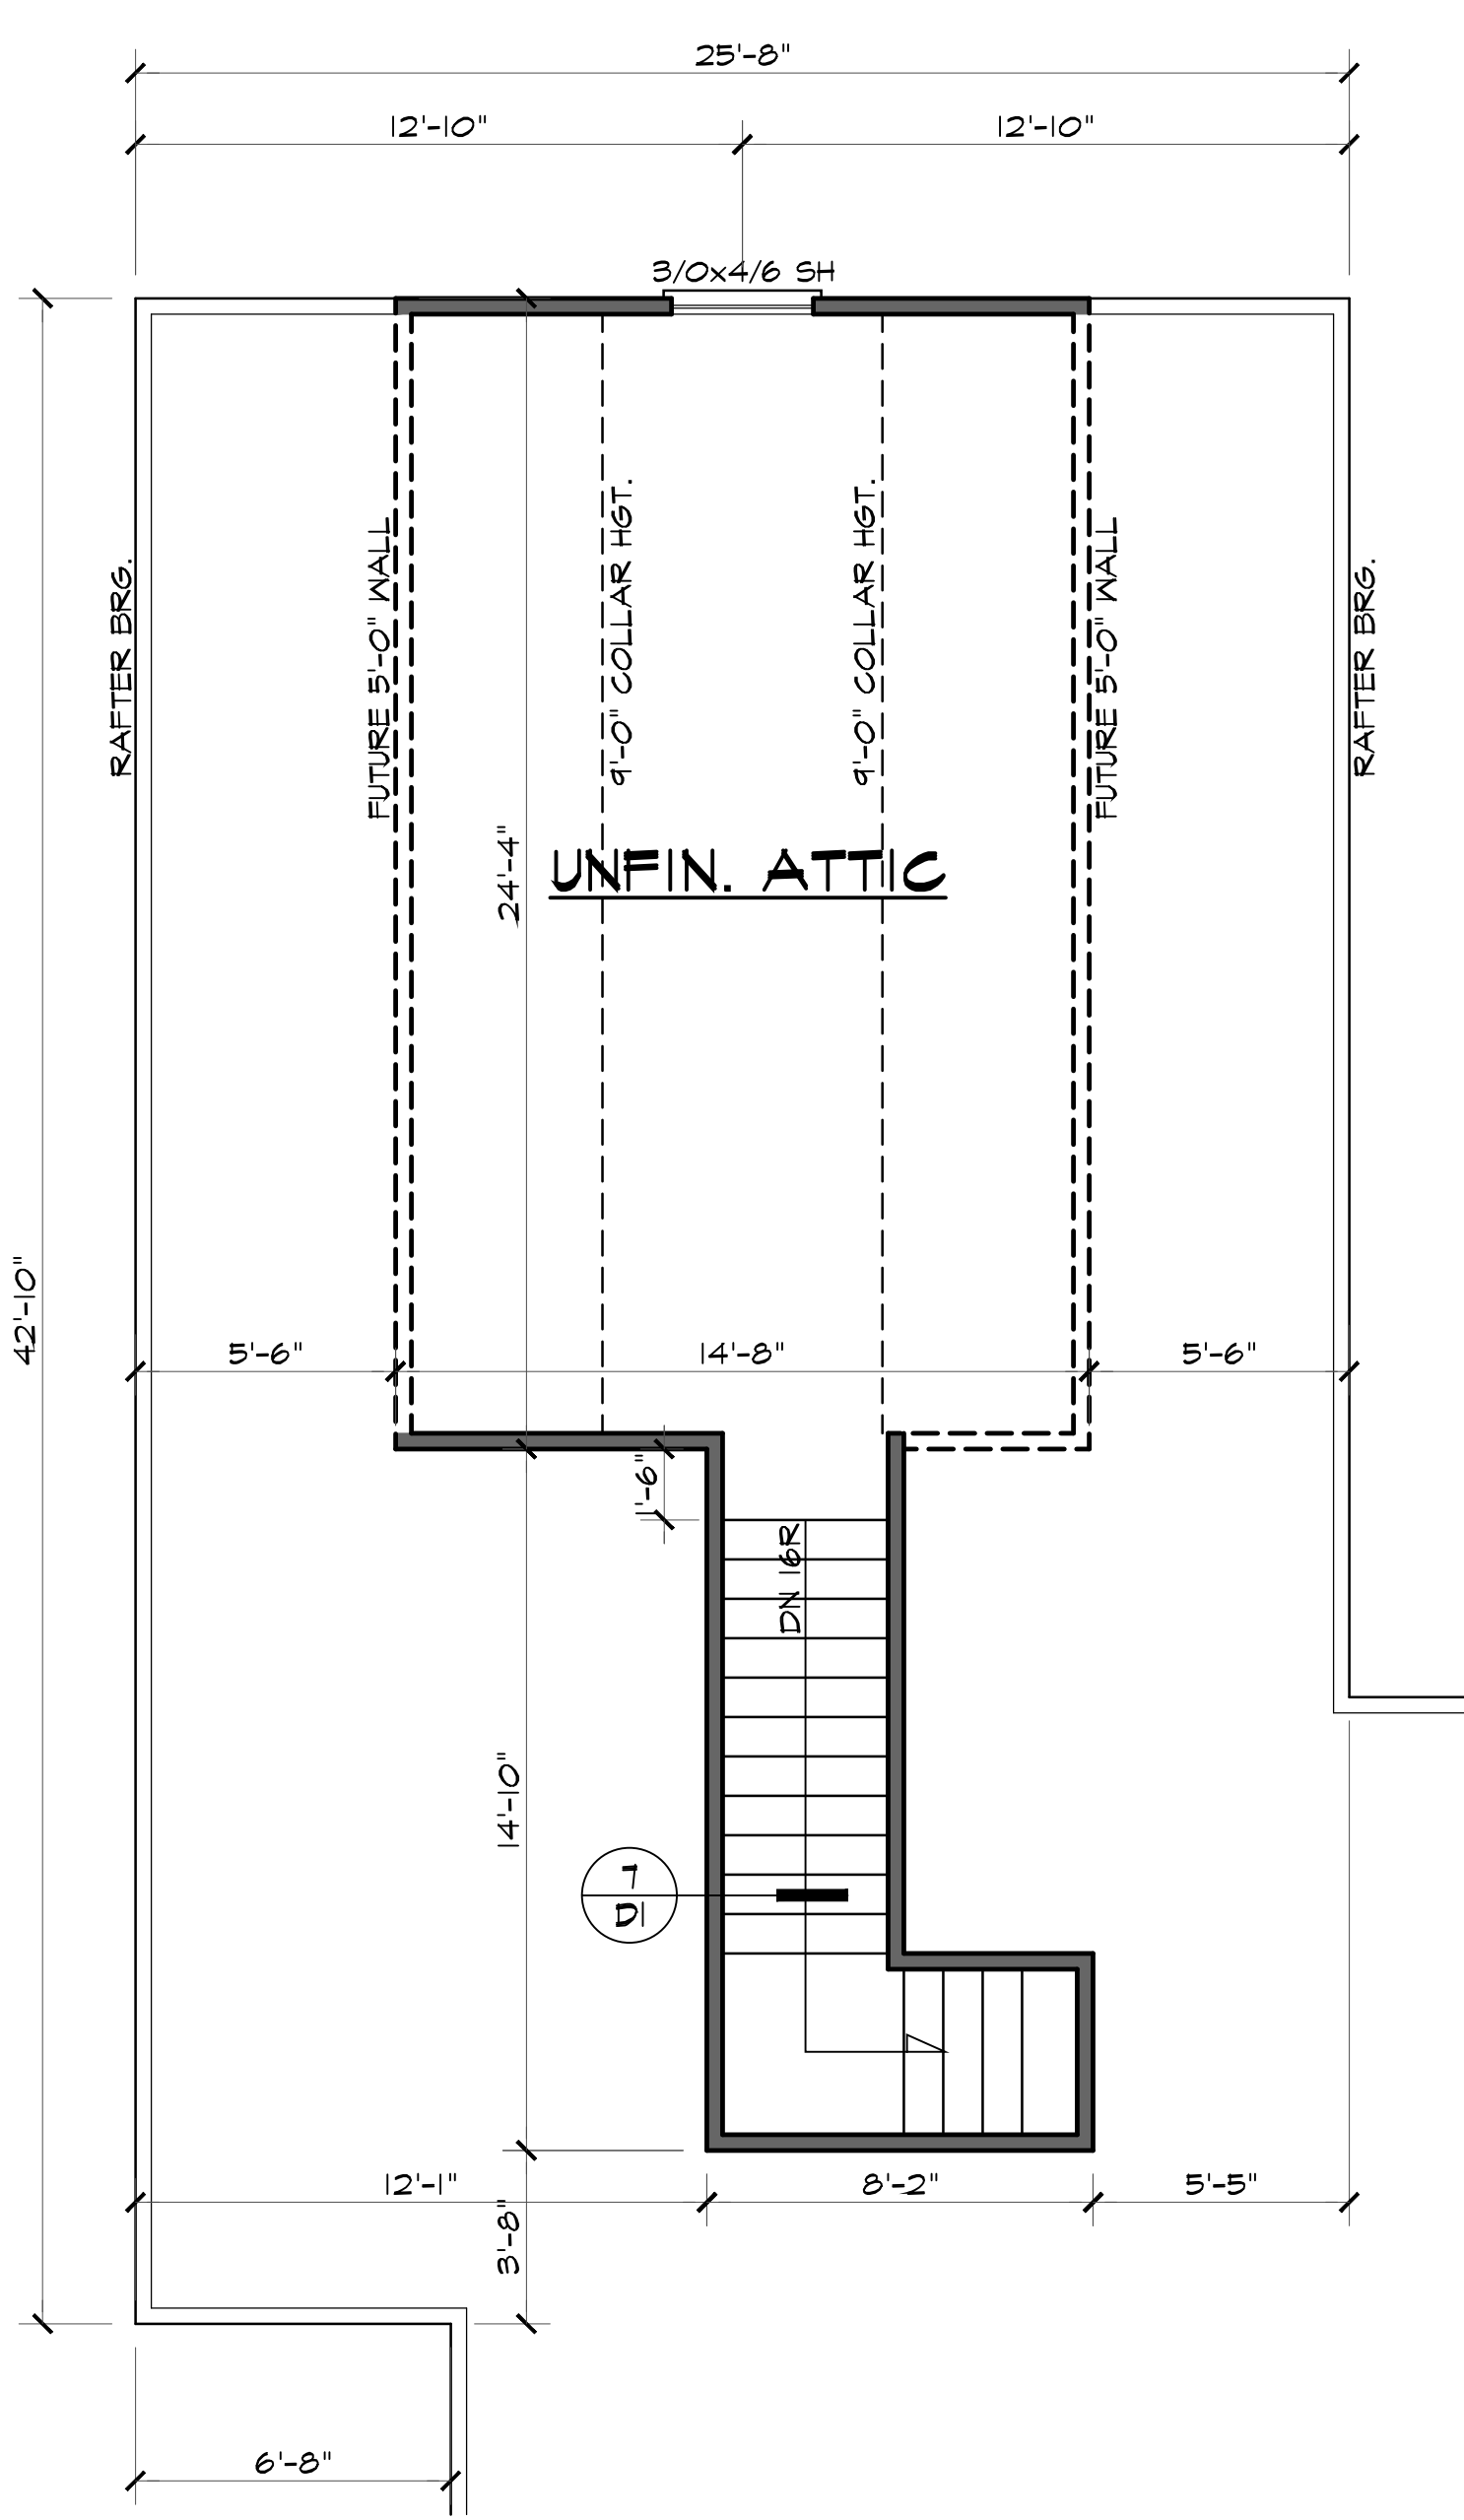 25'-8"
12'-10"
12'-10"
3/0x4/6 SH
RAFTER BRG.
FUTURE 5'-0" WALL
9'-0" COLLAR HGT.
9'-0" COLLAR HGT.
FUTURE 5'-0" WALL
RAFTER BRG.
24'-4"
UNFIN. ATTIC
42'-10"
5'-6"
14'-8"
5'-6"
1'-6"
DN 16R
14'-10"
7
D1
12'-1"
8'-2"
5'-5"
3'-8"
6'-8"